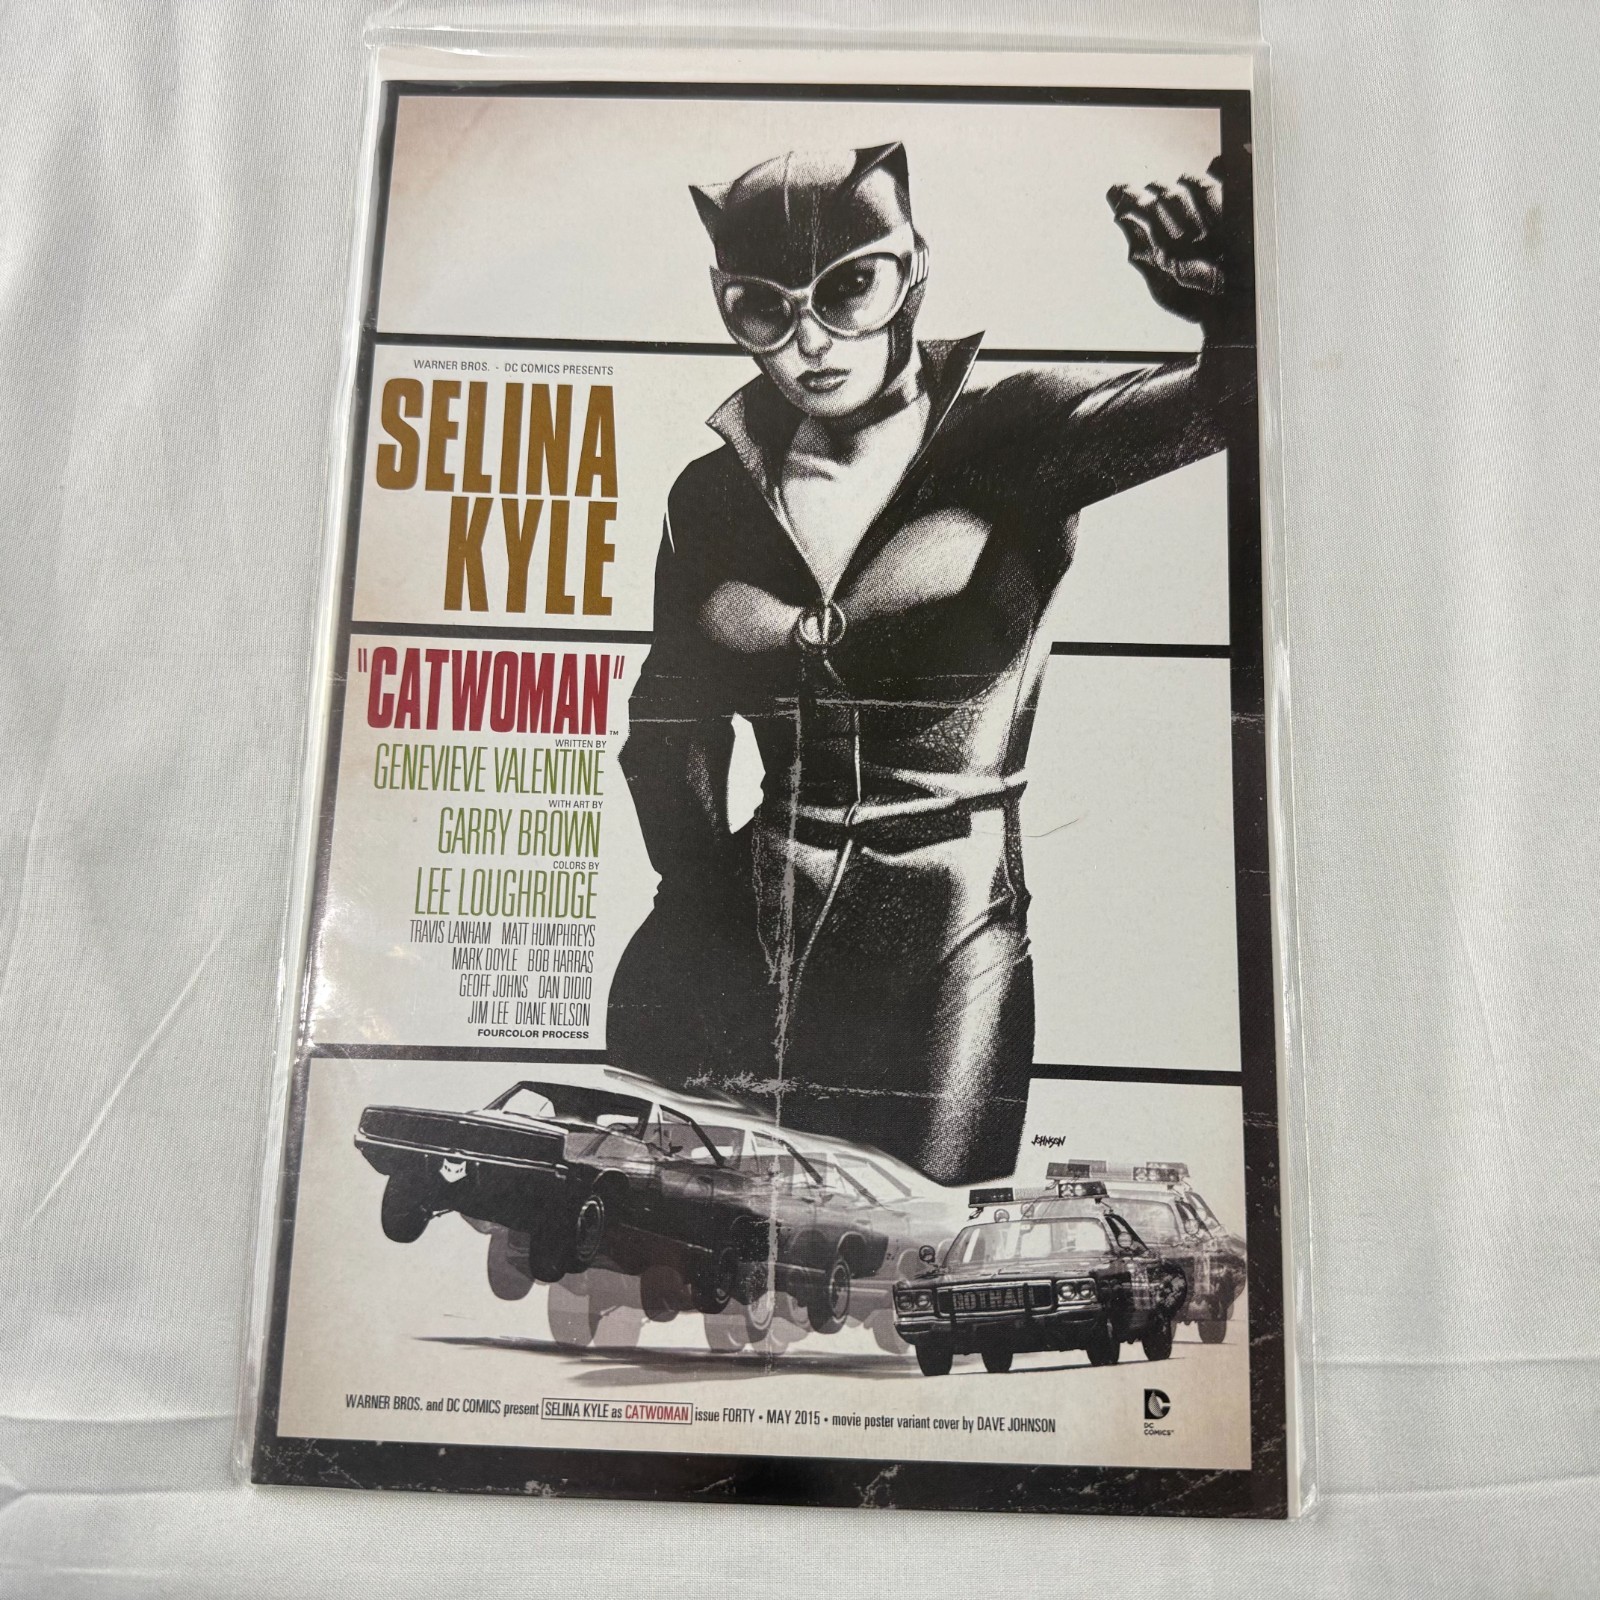 WARNER BROS. - DC COMICS PRESENTS
SELINA
KYLE
"CATWOMAN"™
WRITTEN BY
GENEVIEVE VALENTINE
WITH ART BY
GARRY BROWN
COLORS BY
LEE LOUGHRIDGE
TRAVIS LANHAM MATT HUMPHREYS
MARK DOYLE BOB HARRAS
GEOFF JOHNS DAN DIDIO
JIM LEE DIANE NELSON
FOURCOLOR PROCESS
JOHNSON
GOTHAM
WARNER BROS. and DC COMICS present SELINA KYLE as CATWOMAN issue FORTY • MAY 2015 • movie poster variant cover by DAVE JOHNSON
DC
COMICS™